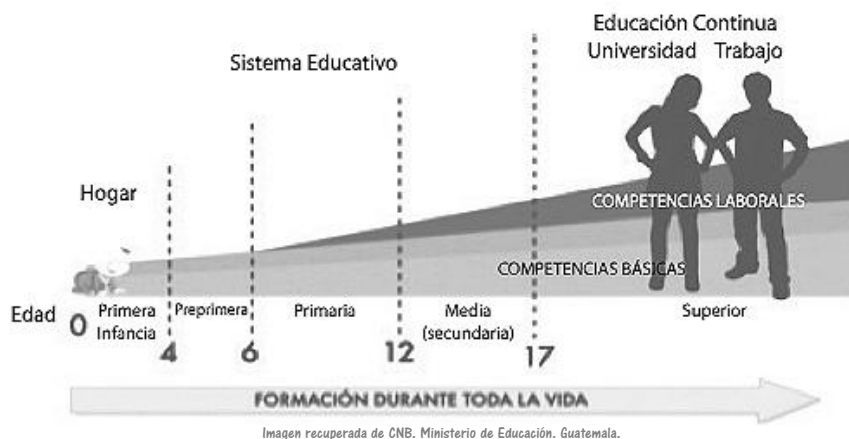 Educación Continua
Universidad Trabajo
Sistema Educativo
Hogar
COMPETENCIAS LABORALES
COMPETENCIAS BÁSICAS
Edad
0
Primera
Infancia
Preprimera
Primaria
Media
(secundaria)
Superior
4
6
12
17
FORMACIÓN DURANTE TODA LA VIDA
Imagen recuperada de CNB. Ministerio de Educación. Guatemala.